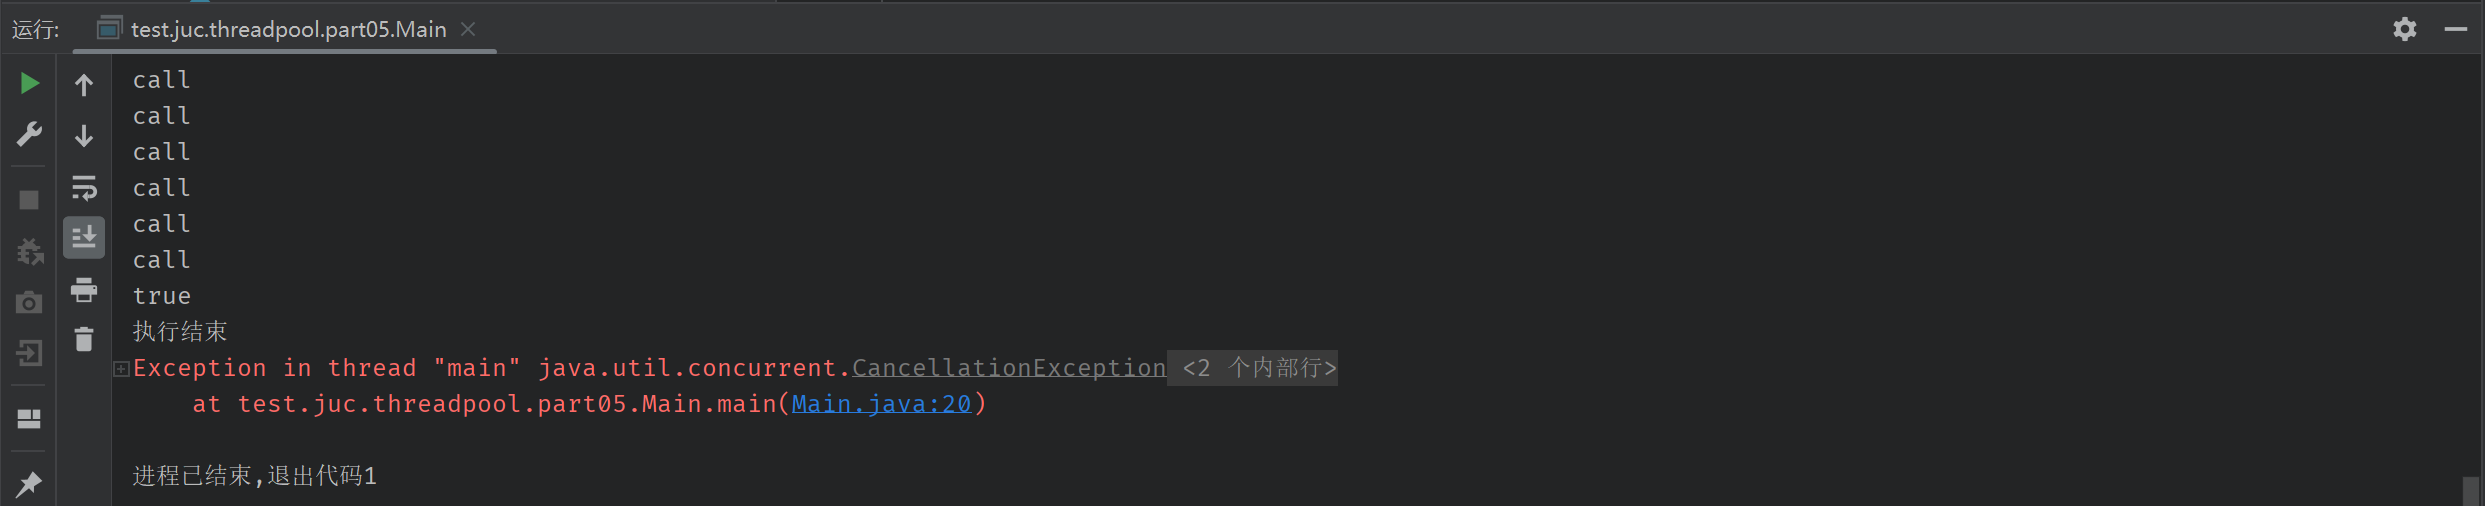 运行: test.juc.threadpool.part05.Main
call
call
call
call
call
call
true
执行结束
Exception in thread "main" java.util.concurrent.CancellationException <2 个内部行>
at test.juc.threadpool.part05.Main.main(Main.java:20)
进程已结束,退出代码1